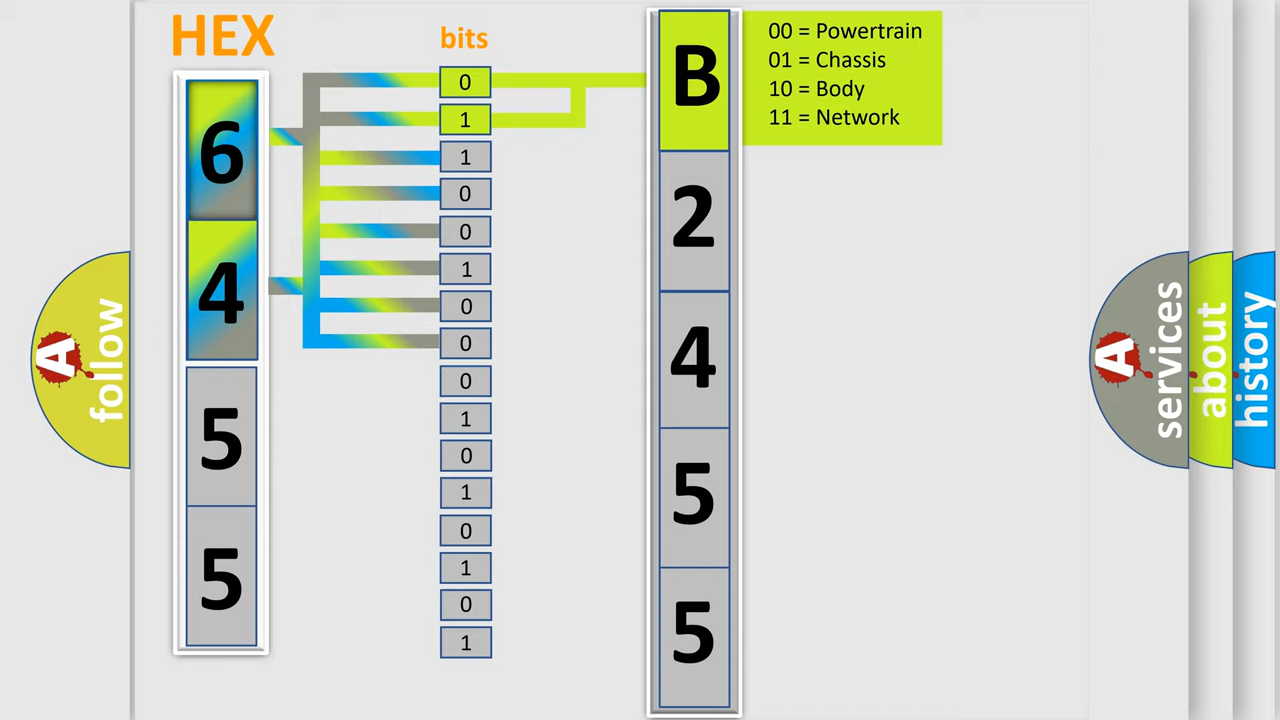 HEX
bits
6
4
5
5
0
1
1
0
0
1
0
0
0
1
0
1
0
1
0
1
B
2
4
5
5
00 = Powertrain
01 = Chassis
10 = Body
11 = Network
A
follow
A
services
about
history